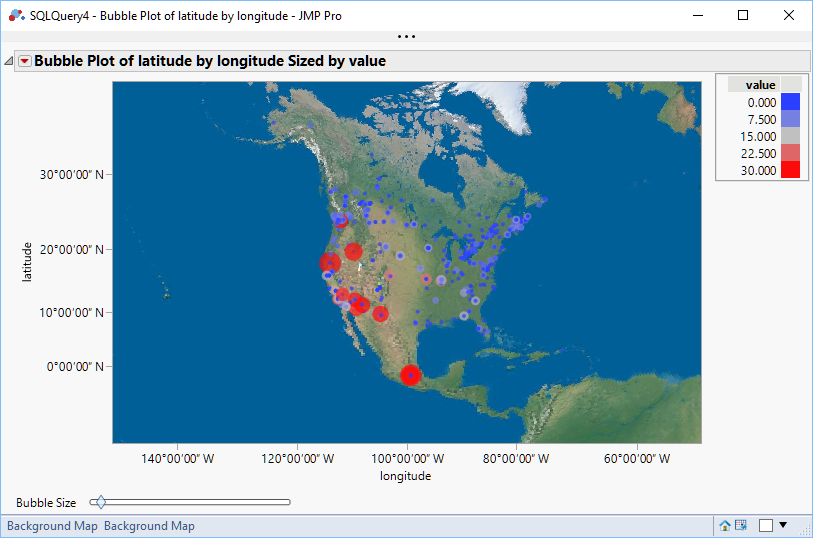 SQLQuery4 - Bubble Plot of latitude by longitude - JMP Pro
Bubble Plot of latitude by longitude Sized by value
value
0.000
7.500
15.000
22.500
30.000
latitude
30°00'00" N
20°00'00" N
10°00'00" N
0°00'00" N
140°00'00" W 120°00'00" W 100°00'00" W 80°00'00" W 60°00'00" W
longitude
Bubble Size
Background Map Background Map